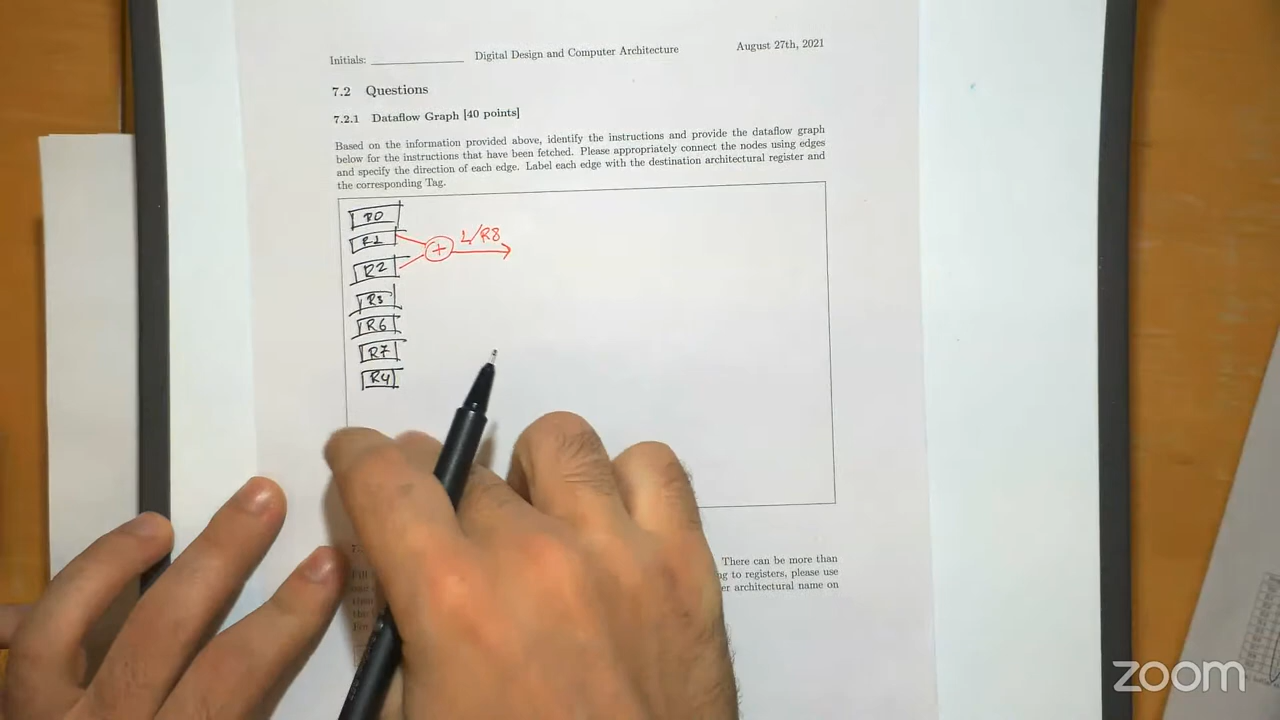 Initials: Digital Design and Computer Architecture August 27th, 2021
7.2 Questions
7.2.1 Dataflow Graph [40 points]
Based on the information provided above, identify the instructions and provide the dataflow graph
below for the instructions that have been fetched. Please appropriately connect the nodes using edges
and specify the direction of each edge. Label each edge with the destination architectural register and
the corresponding Tag.
R0
R1
R2
+
L/R8
R3
R6
R7
R4
7.
There can be more than
to registers, please use
architectural name on
zoom